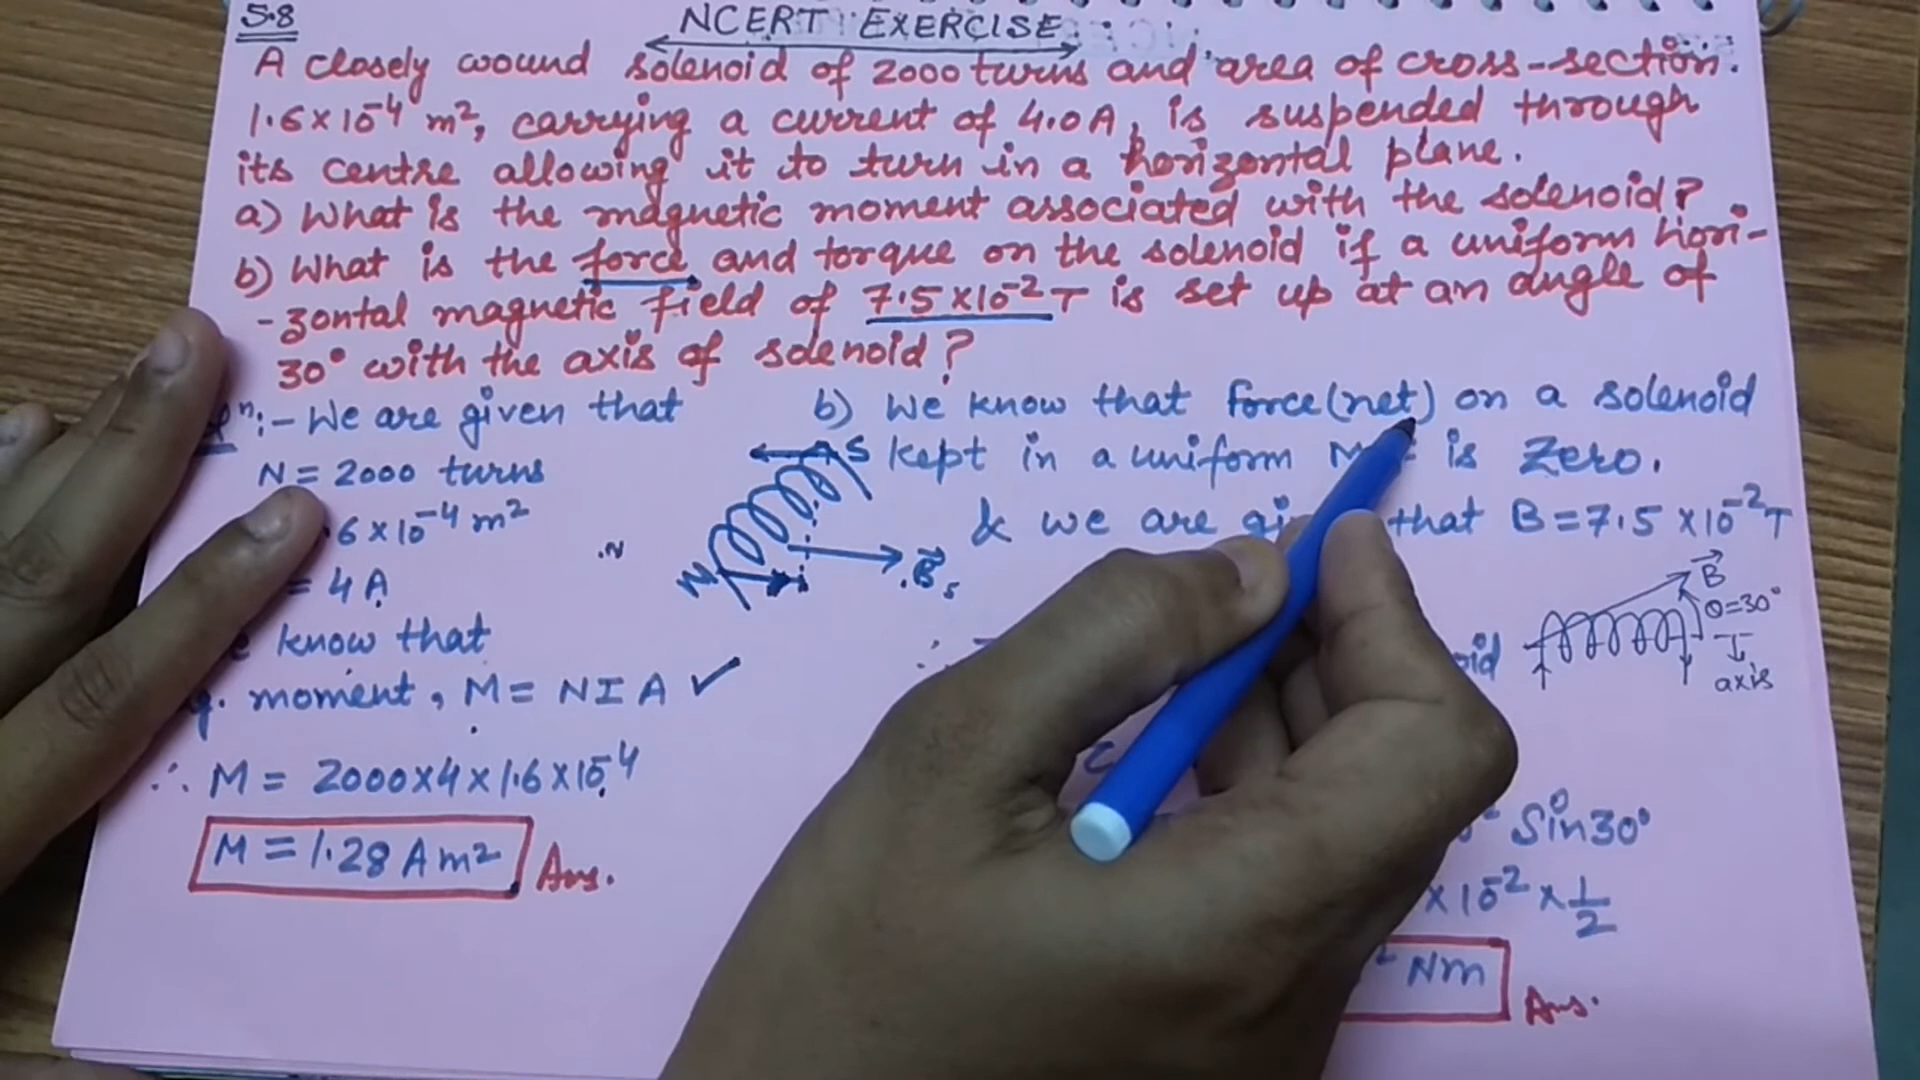 5.8
NCERT EXERCISE
A closely wound solenoid of 2000 turns and area of cross-section.
1.6×10⁻⁴ m², carrying a current of 4.0A, is suspended through
its centre allowing it to turn in a horizontal plane.
a) What is the magnetic moment associated with the solenoid?
b) What is the force and torque on the solenoid if a uniform hori-
-zontal magnetic field of 7.5×10⁻² T is set up at an angle of
30° with the axis of solenoid?
:- We are given that
N = 2000 turns
6×10⁻⁴ m²
= 4A
know that
moment, M = NIA ✓
∴ M = 2000×4×1.6×10⁻⁴
M = 1.28 A m²
Ans.
b) We know that force (net) on a solenoid
kept in a uniform is Zero.
& we are that B = 7.5×10⁻² T
S
N
B
.N
S
B
θ=30°
axis
Sin30°
×10⁻² × 1/2
Nm
Ans.